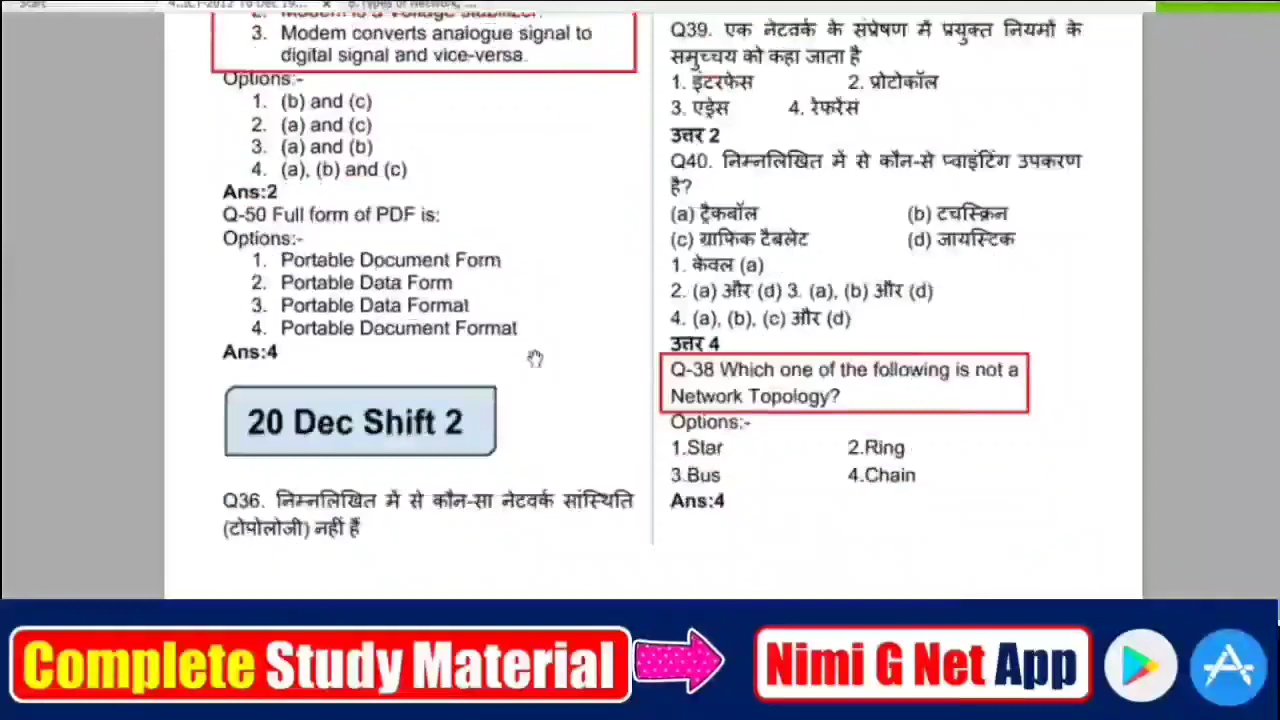 Start
2. Modem is a voltage stabilizer.
3. Modem converts analogue signal to
digital signal and vice-versa.
Options:-
1. (b) and (c)
2. (a) and (c)
3. (a) and (b)
4. (a), (b) and (c)
Ans:2
Q-50 Full form of PDF is:
Options:-
1. Portable Document Form
2. Portable Data Form
3. Portable Data Format
4. Portable Document Format
Ans:4
20 Dec Shift 2
Q36. निम्नलिखित में से कौन-सा नेटवर्क सांस्थिति
(टोपोलोजी) नहीं हैं
Q39. एक नेटवर्क के संप्रेषण में प्रयुक्त नियमों के
समुच्चय को कहा जाता है
1. इंटरफेस 2. प्रोटोकॉल
3. एड्रेस 4. रेफरेंस
उत्तर 2
Q40. निम्नलिखित में से कौन-से प्वाइंटिंग उपकरण
है?
(a) ट्रैकबॉल (b) टचस्क्रिन
(c) ग्राफिक टैबलेट (d) जायस्टिक
1. केवल (a)
2. (a) और (d) 3. (a), (b) और (d)
4. (a), (b), (c) और (d)
उत्तर 4
Q-38 Which one of the following is not a
Network Topology?
Options:-
1.Star 2.Ring
3.Bus 4.Chain
Ans:4
Complete Study Material
Nimi G Net App